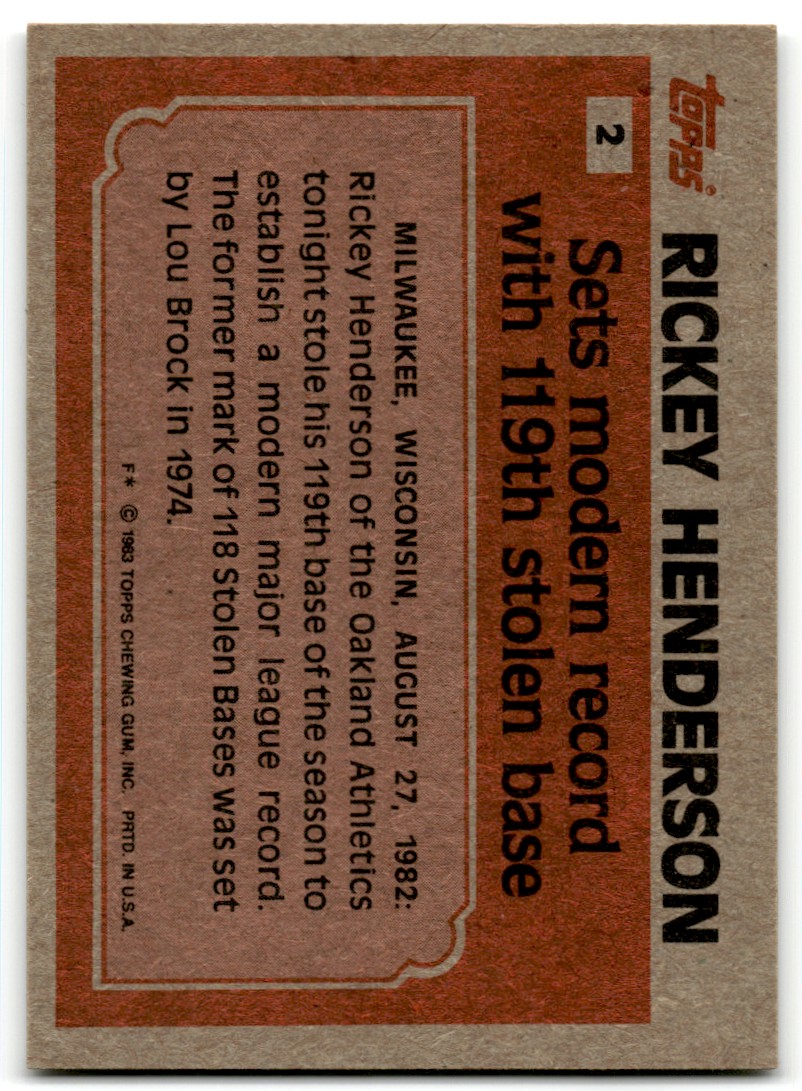 Topps
RICKEY HENDERSON
2
Sets modern record
with 119th stolen base
MILWAUKEE, WISCONSIN, AUGUST 27, 1982:
Rickey Henderson of the Oakland Athletics
tonight stole his 119th base of the season to
establish a modern major league record.
The former mark of 118 Stolen Bases was set
by Lou Brock in 1974.
F* © 1983 TOPPS CHEWING GUM, INC. PRTD. IN U.S.A.